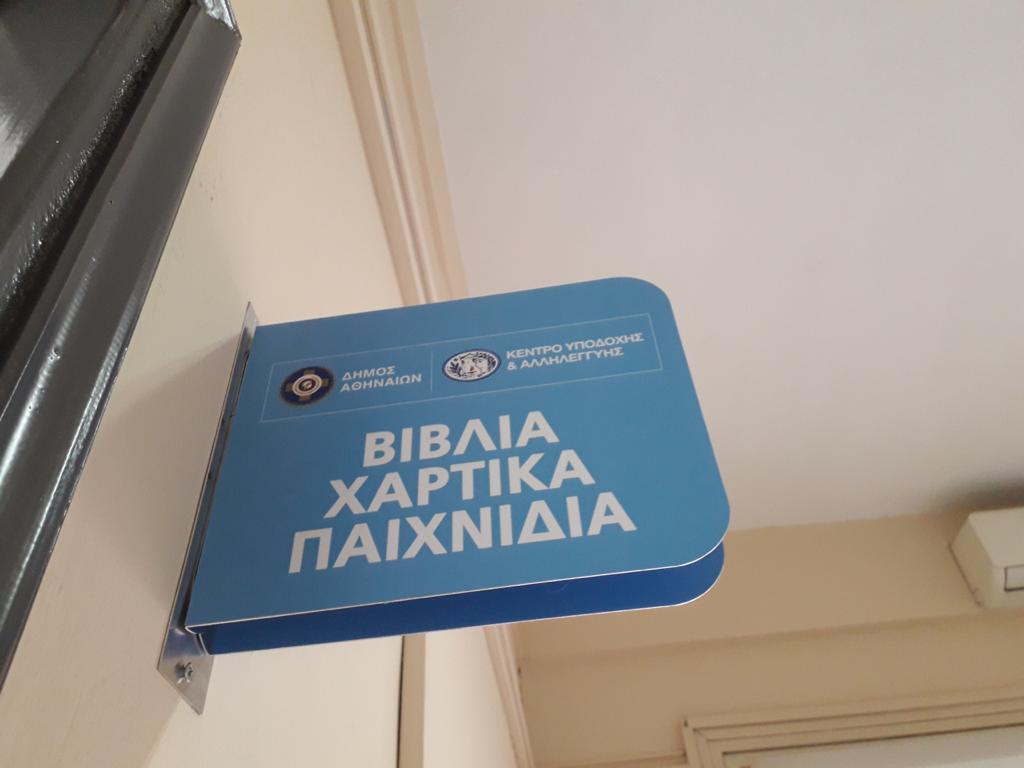 ΔΗΜΟΣ
ΑΘΗΝΑΙΩΝ
ΚΕΝΤΡΟ ΥΠΟΔΟΧΗΣ
& ΑΛΛΗΛΕΓΓΥΗΣ
ΒΙΒΛΙΑ
ΧΑΡΤΙΚΑ
ΠΑΙΧΝΙΔΙΑ